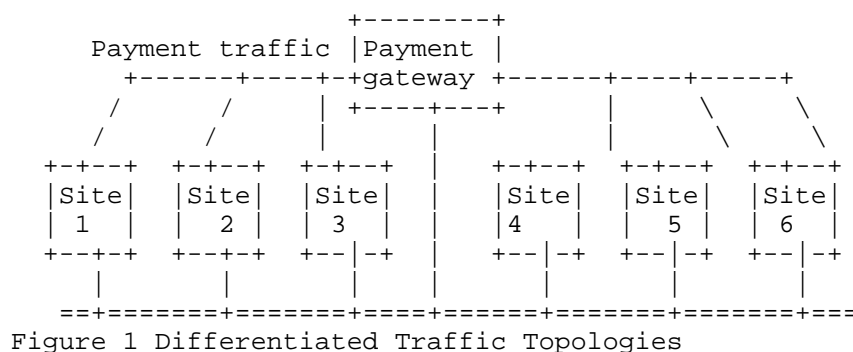 Payment traffic
Payment
gateway
Site
1
Site
2
Site
3
Site
4
Site
5
Site
6
Figure 1 Differentiated Traffic Topologies